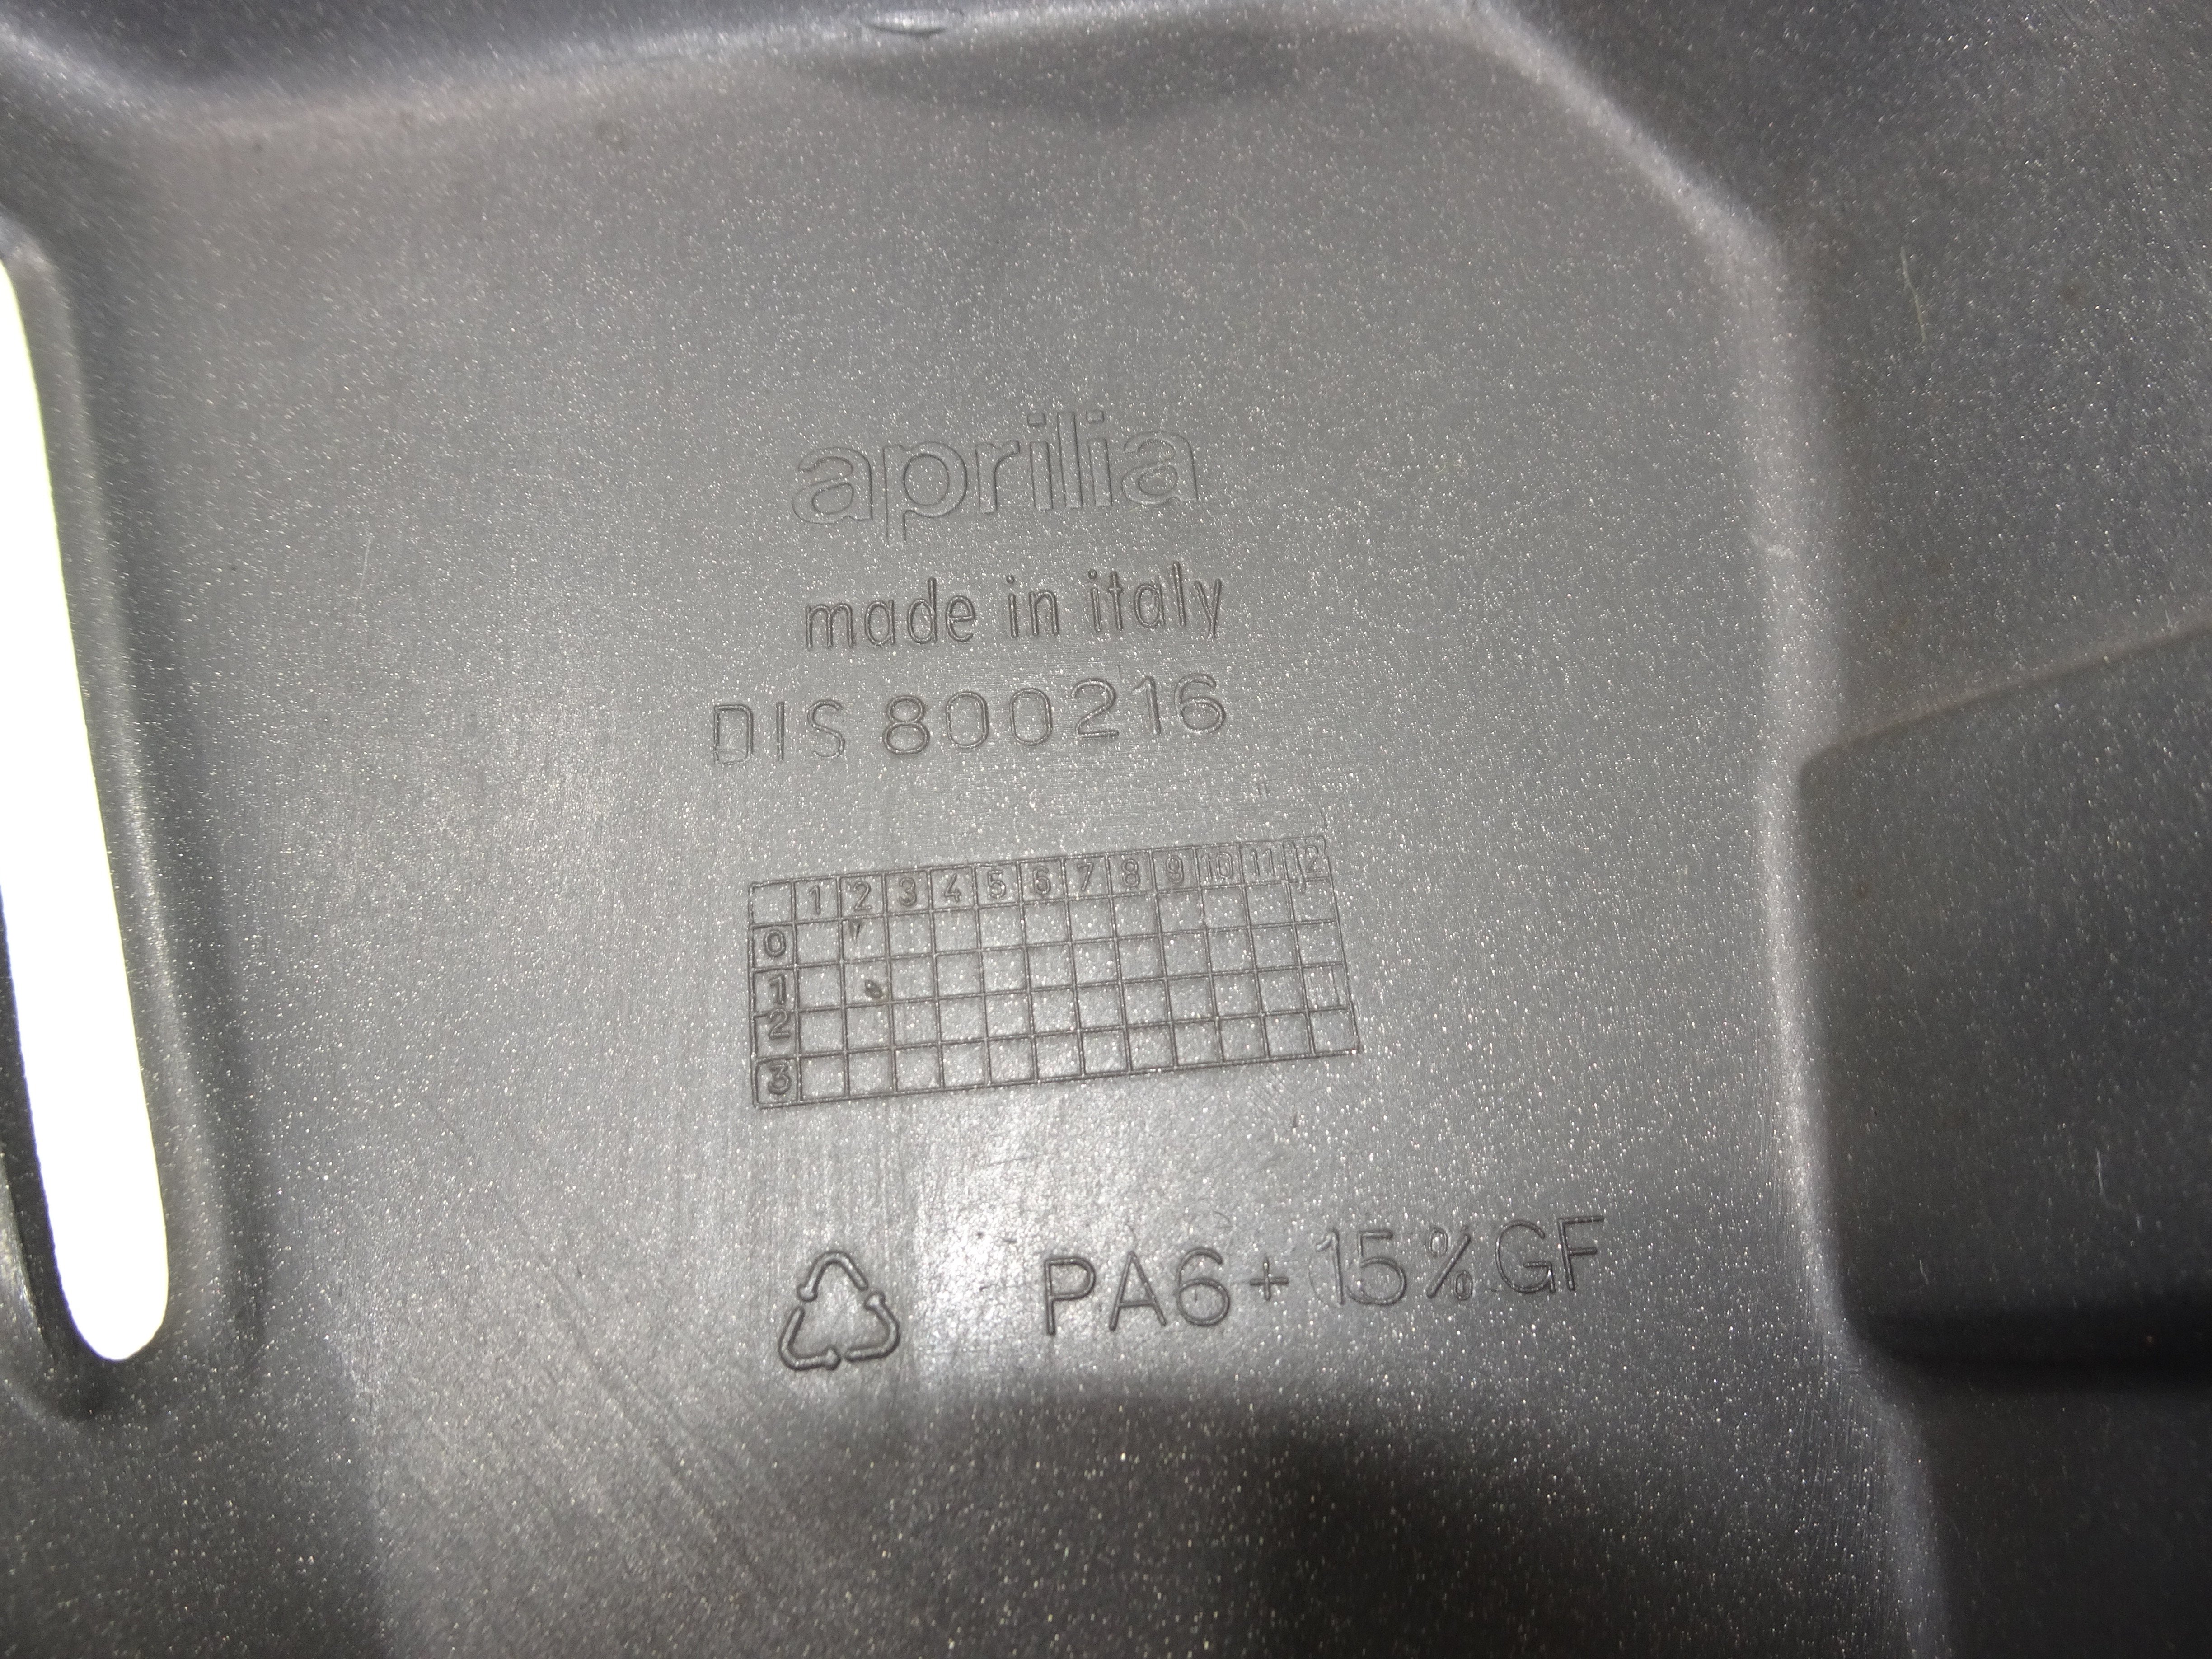 aprilia
made in italy
DIS 800216
1 2 3 4 5 6 7 8 9 10 11 12
0
1
2
3
PA6+15%GF